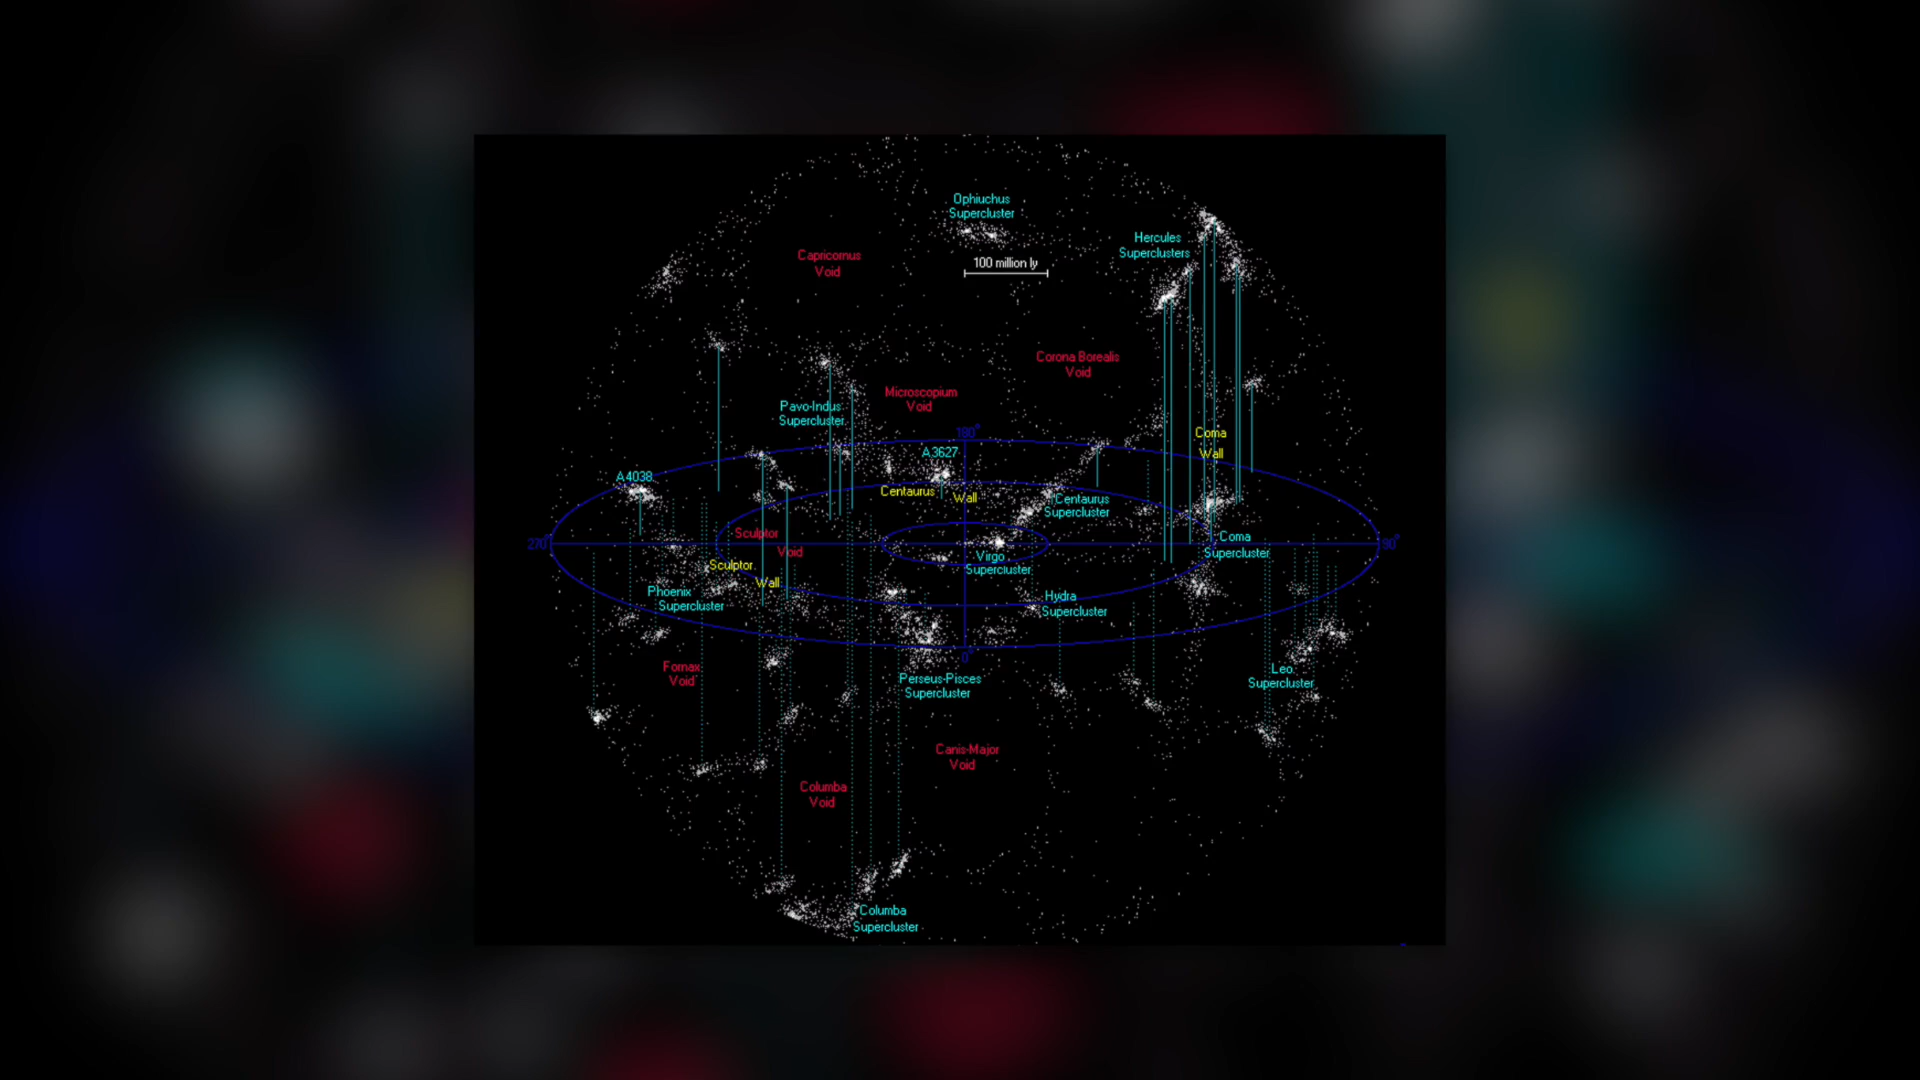 Ophiuchus
Supercluster
Hercules
Superclusters
Capricornus
Void
100 million ly
Corona Borealis
Void
Microscopium
Void
Pavo-Indus
Supercluster
Coma
Wall
180°
A3627
A4038
Centaurus
Wall
Centaurus
Supercluster
Sculptor
Void
270°
90°
Coma
Supercluster
Virgo
Supercluster
Sculptor
Wall
Phoenix
Supercluster
Hydra
Supercluster
0°
Fornax
Void
Perseus-Pisces
Supercluster
Leo
Supercluster
Canis-Major
Void
Columba
Void
Columba
Supercluster